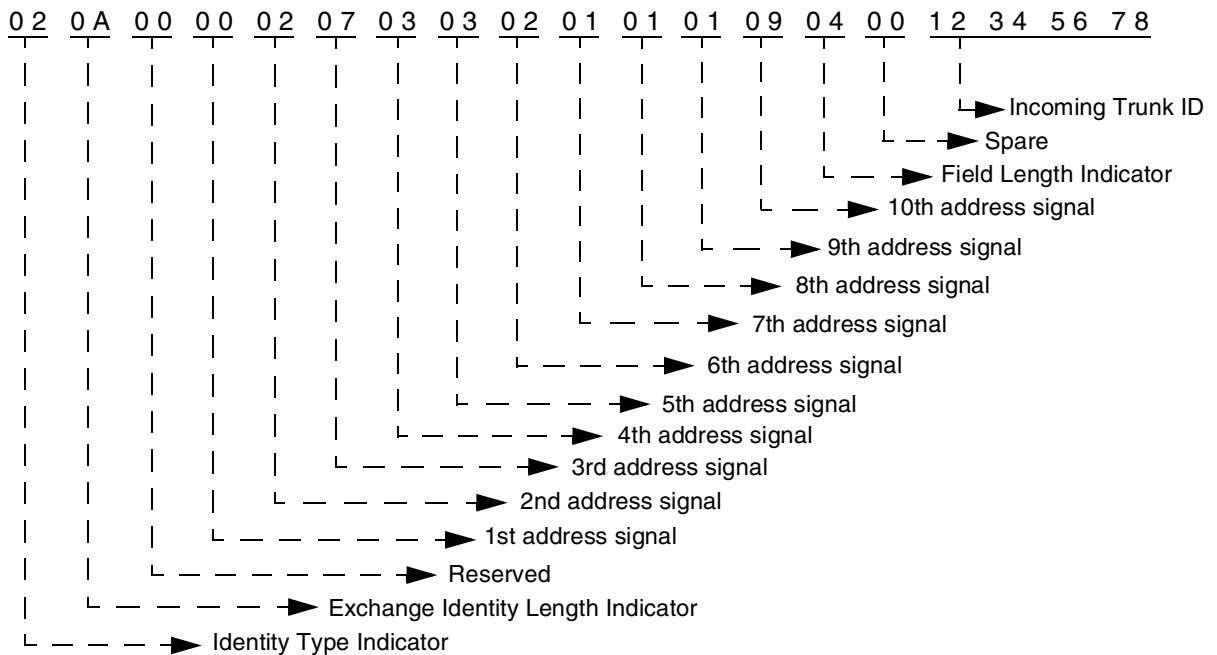 0 2 0 A 0 0 0 0 0 2 0 7 0 3 0 3 0 2 0 1 0 1 0 1 0 9 0 4 0 0 1 2 3 4 5 6 7 8
Incoming Trunk ID
Spare
Field Length Indicator
10th address signal
9th address signal
8th address signal
7th address signal
6th address signal
5th address signal
4th address signal
3rd address signal
2nd address signal
1st address signal
Reserved
Exchange Identity Length Indicator
Identity Type Indicator